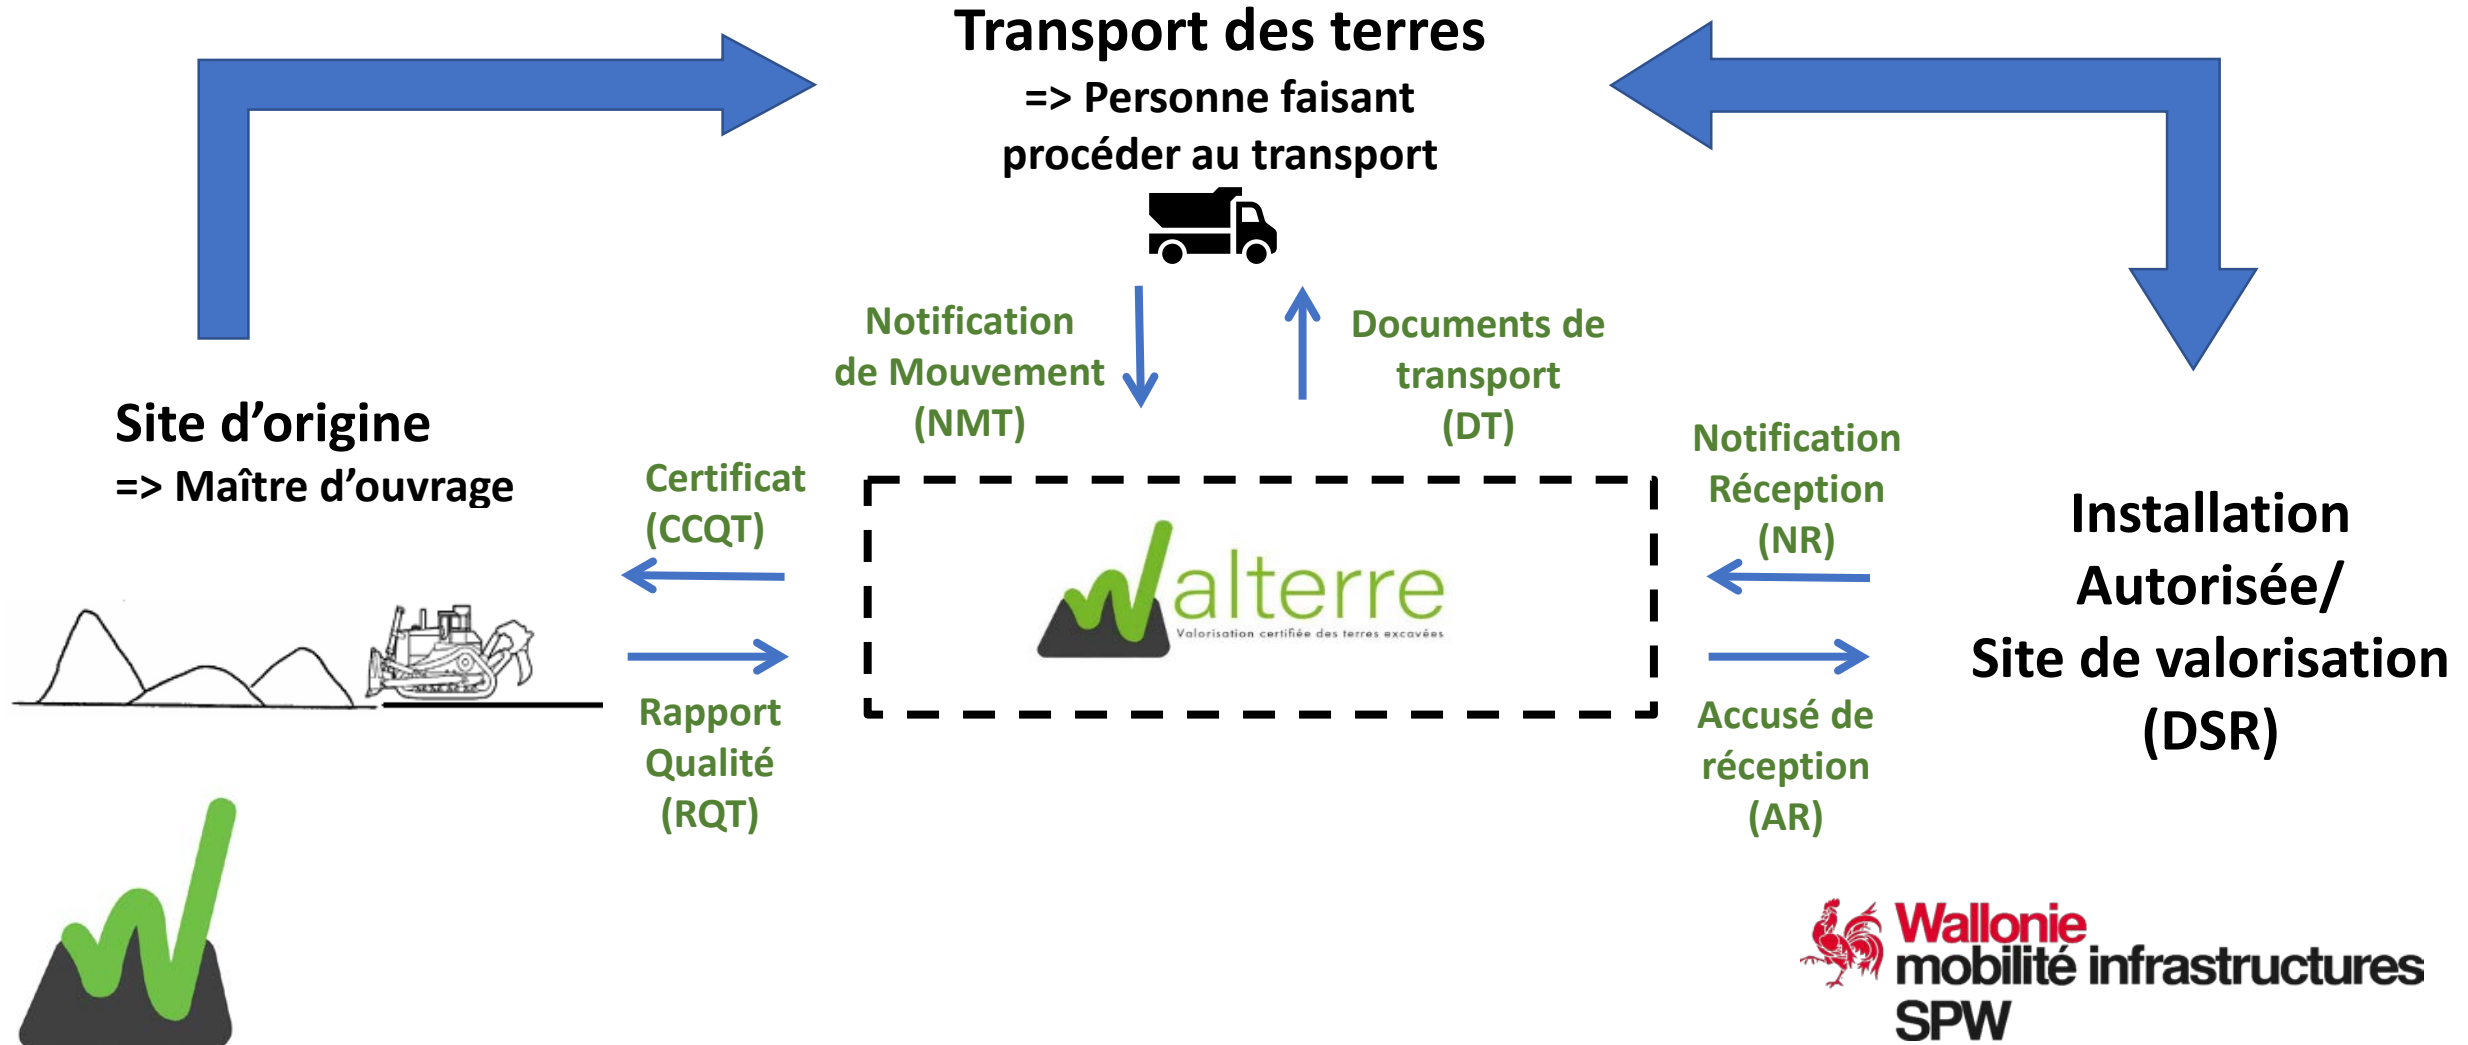 Transport des terres
=> Personne faisant
procéder au transport
Notification
de Mouvement
(NMT)
Documents de
transport
(DT)
Site d’origine
=> Maître d’ouvrage
Certificat
(CCQT)
Rapport
Qualité
(RQT)
Walterre
Valorisation certifiée des terres excavées
Notification
Réception
(NR)
Accusé de
réception
(AR)
Installation
Autorisée/
Site de valorisation
(DSR)
Wallonie
mobilité infrastructures
SPW